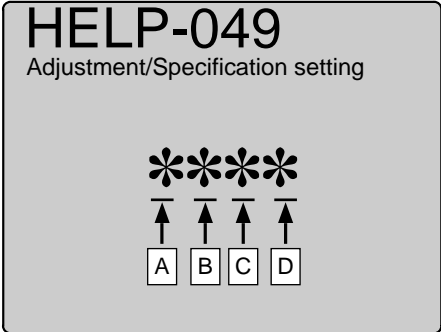 HELP-049
Adjustment/Specification setting
****
A B C D